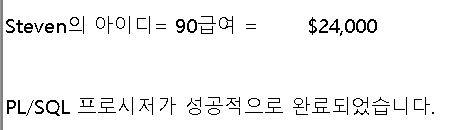 Steven의 아이디= 90급여 = $24,000
PL/SQL 프로시저가 성공적으로 완료되었습니다.